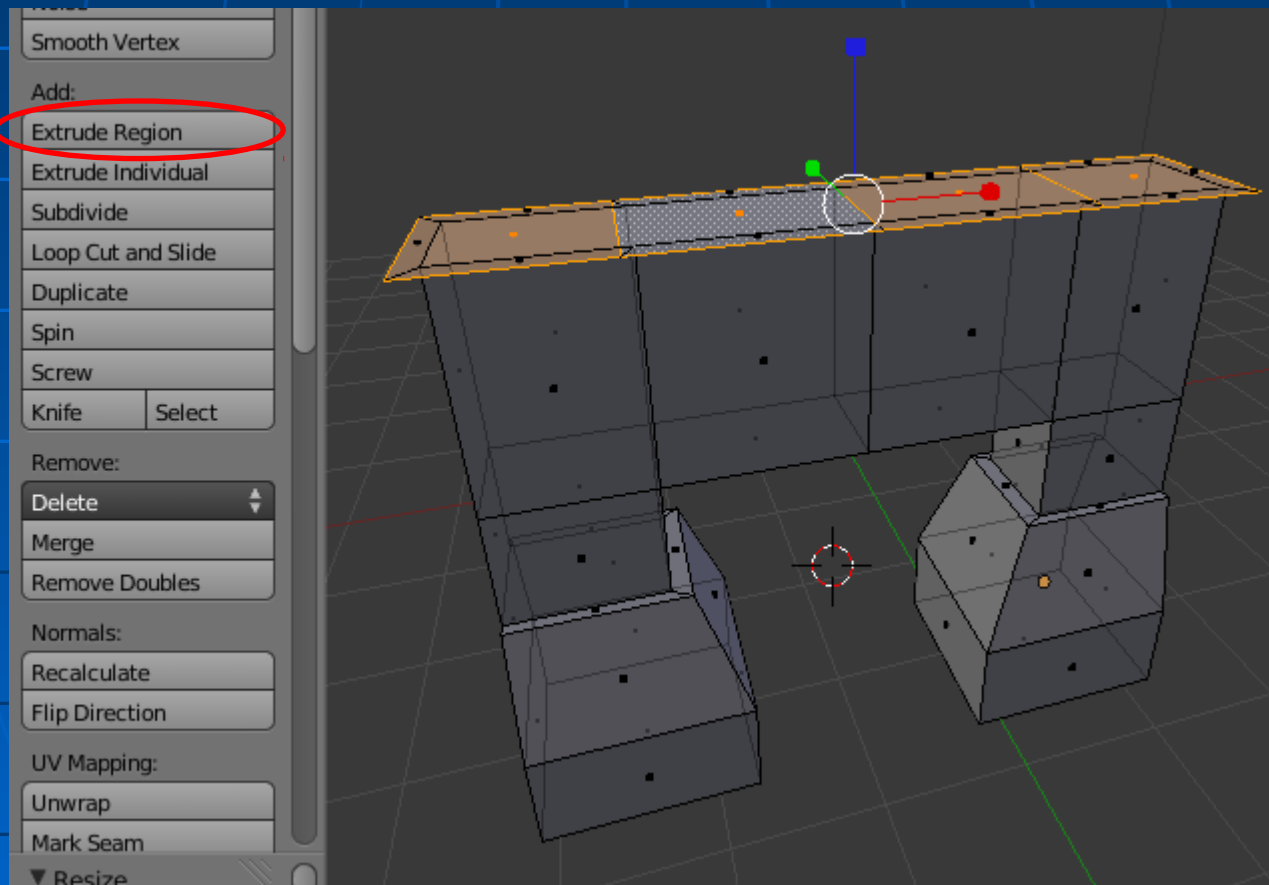 Smooth Vertex
Add:
Extrude Region
Extrude Individual
Subdivide
Loop Cut and Slide
Duplicate
Spin
Screw
Knife Select
Remove:
Delete
Merge
Remove Doubles
Normals:
Recalculate
Flip Direction
UV Mapping:
Unwrap
Mark Seam
Resize